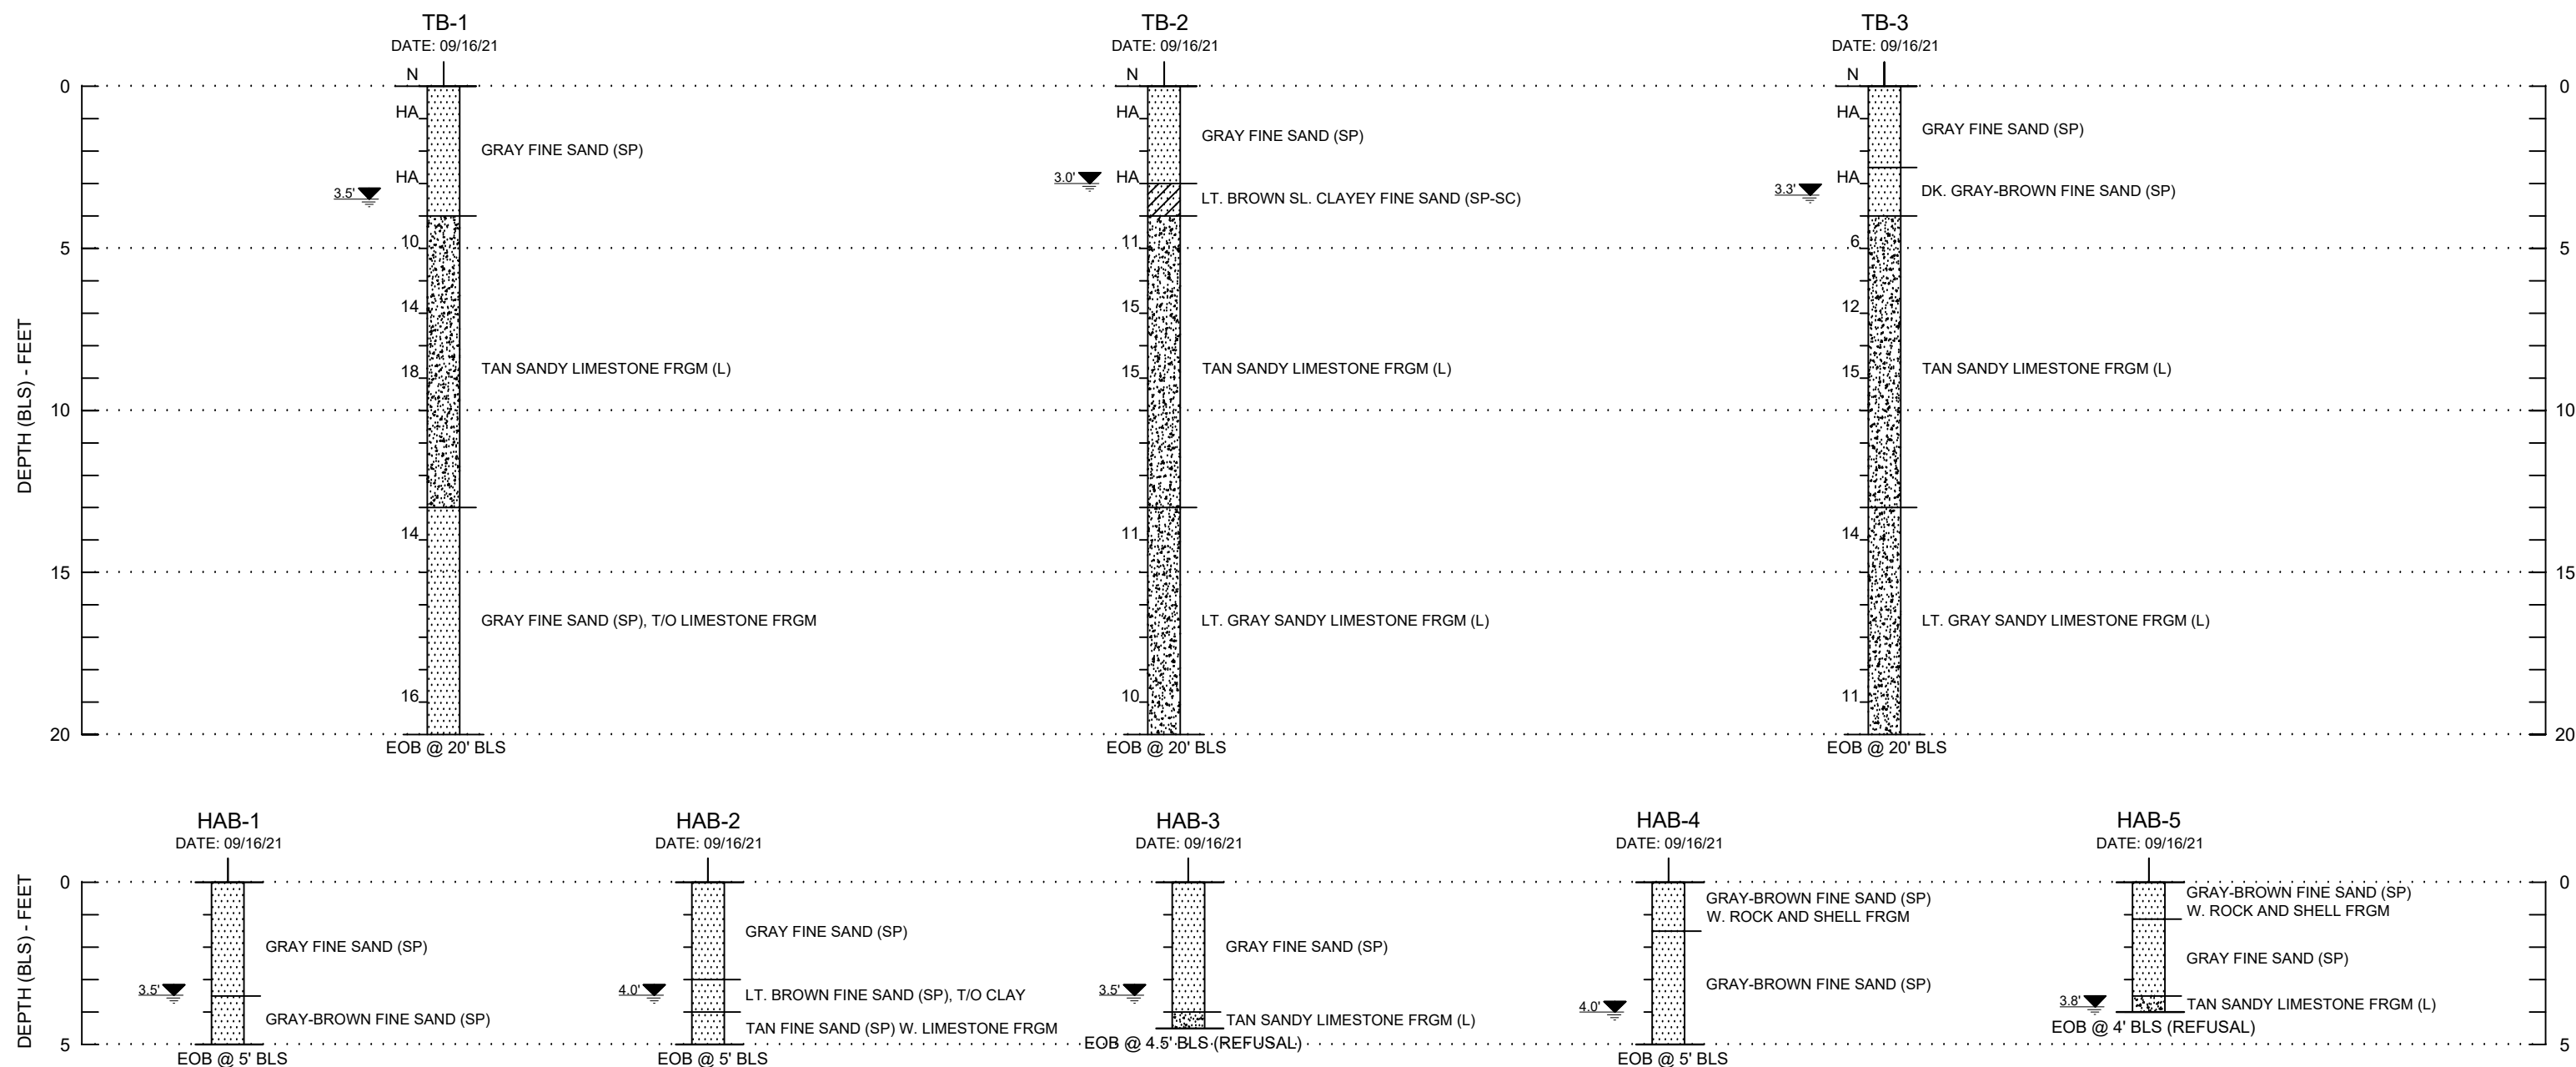 TB-1
DATE: 09/16/21
TB-2
DATE: 09/16/21
TB-3
DATE: 09/16/21
N
N
N
0
0
HA
HA
HA
GRAY FINE SAND (SP)
GRAY FINE SAND (SP)
GRAY FINE SAND (SP)
HA
HA
HA
3.5'
3.0'
3.3'
LT. BROWN SL. CLAYEY FINE SAND (SP-SC)
DK. GRAY-BROWN FINE SAND (SP)
10
11
6
5
5
14
15
12
DEPTH (BLS) - FEET
18
TAN SANDY LIMESTONE FRGM (L)
15
TAN SANDY LIMESTONE FRGM (L)
15
TAN SANDY LIMESTONE FRGM (L)
10
10
14
11
14
15
15
GRAY FINE SAND (SP), T/O LIMESTONE FRGM
LT. GRAY SANDY LIMESTONE FRGM (L)
LT. GRAY SANDY LIMESTONE FRGM (L)
16
10
11
20
20
EOB @ 20' BLS
EOB @ 20' BLS
EOB @ 20' BLS
HAB-1
DATE: 09/16/21
HAB-2
DATE: 09/16/21
HAB-3
DATE: 09/16/21
HAB-4
DATE: 09/16/21
HAB-5
DATE: 09/16/21
DEPTH (BLS) - FEET
0
0
5
5
GRAY FINE SAND (SP)
3.5'
GRAY-BROWN FINE SAND (SP)
EOB @ 5' BLS
GRAY FINE SAND (SP)
4.0'
LT. BROWN FINE SAND (SP), T/O CLAY
TAN FINE SAND (SP) W. LIMESTONE FRGM
EOB @ 5' BLS
GRAY FINE SAND (SP)
3.5'
TAN SANDY LIMESTONE FRGM (L)
EOB @ 4.5' BLS (REFUSAL)
GRAY-BROWN FINE SAND (SP)
W. ROCK AND SHELL FRGM
GRAY-BROWN FINE SAND (SP)
4.0'
EOB @ 5' BLS
GRAY-BROWN FINE SAND (SP)
W. ROCK AND SHELL FRGM
GRAY FINE SAND (SP)
3.8'
TAN SANDY LIMESTONE FRGM (L)
EOB @ 4' BLS (REFUSAL)